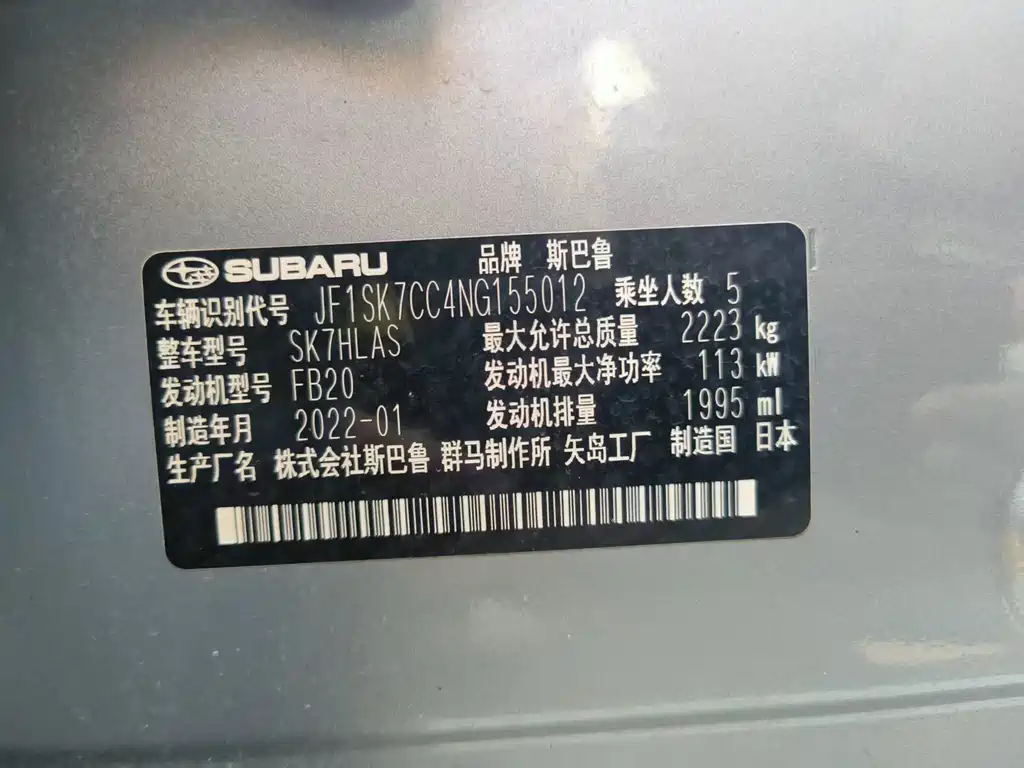 SUBARU 品牌 斯巴鲁
车辆识别代号 JF1SK7CC4NG155012 乘坐人数 5
整车型号 SK7HLAS 最大允许总质量 2223 kg
发动机型号 FB20 发动机最大净功率 113 kW
制造年月 2022-01 发动机排量 1995 ml
生产厂名 株式会社斯巴鲁 群马制作所 矢岛工厂 制造国 日本